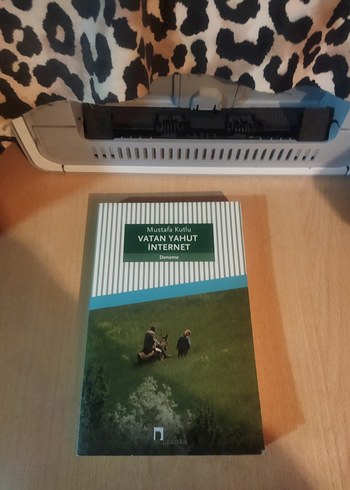 Mustafa Kutlu
VATAN YAHUT
İNTERNET
Deneme